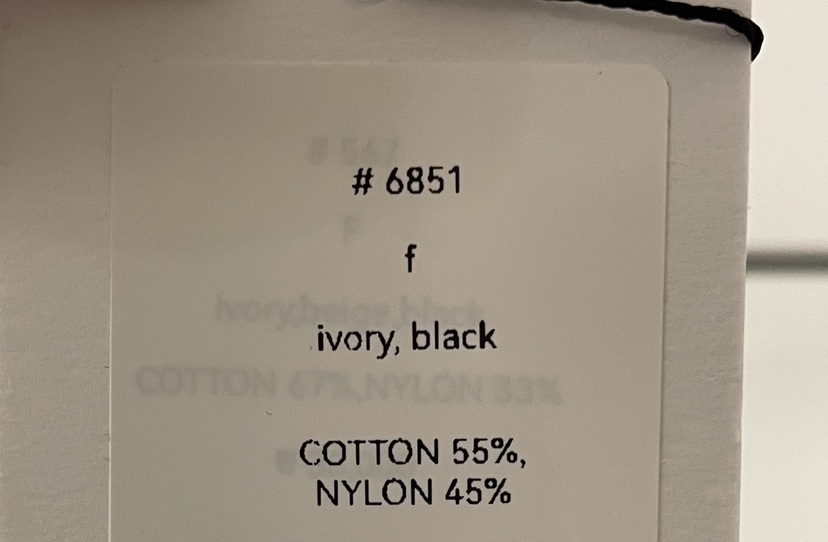 # 6851
f
ivory, black
COTTON 55%,
NYLON 45%